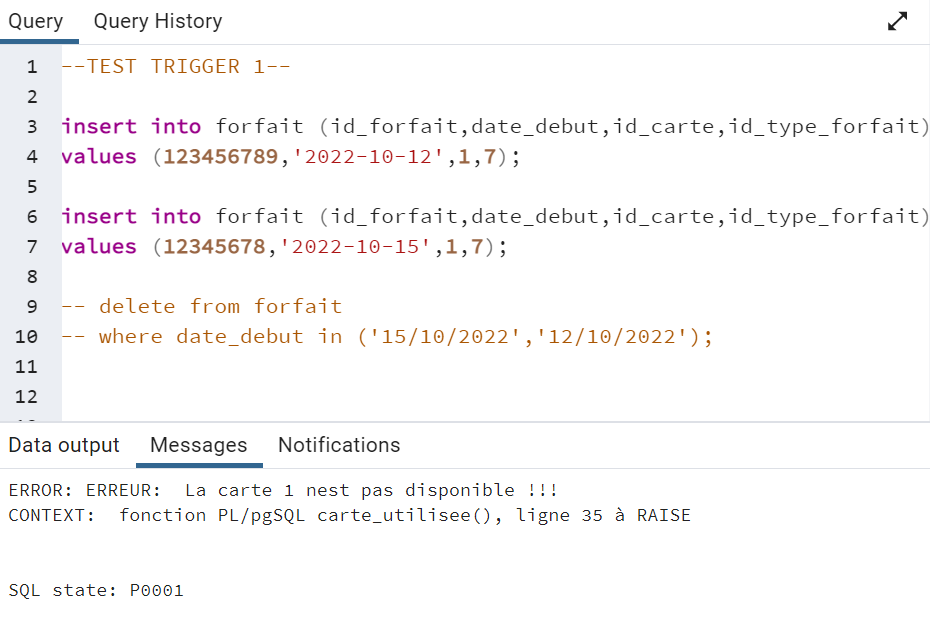 Query Query History
1 --TEST TRIGGER 1--
2
3 insert into forfait (id_forfait,date_debut,id_carte,id_type_forfait)
4 values (123456789,'2022-10-12',1,7);
5
6 insert into forfait (id_forfait,date_debut,id_carte,id_type_forfait)
7 values (12345678,'2022-10-15',1,7);
8
9 -- delete from forfait
10 -- where date_debut in ('15/10/2022','12/10/2022');
11
12
Data output Messages Notifications
ERROR: ERREUR:  La carte 1 nest pas disponible !!!
CONTEXT:  fonction PL/pgSQL carte_utilisee(), ligne 35 à RAISE
SQL state: P0001